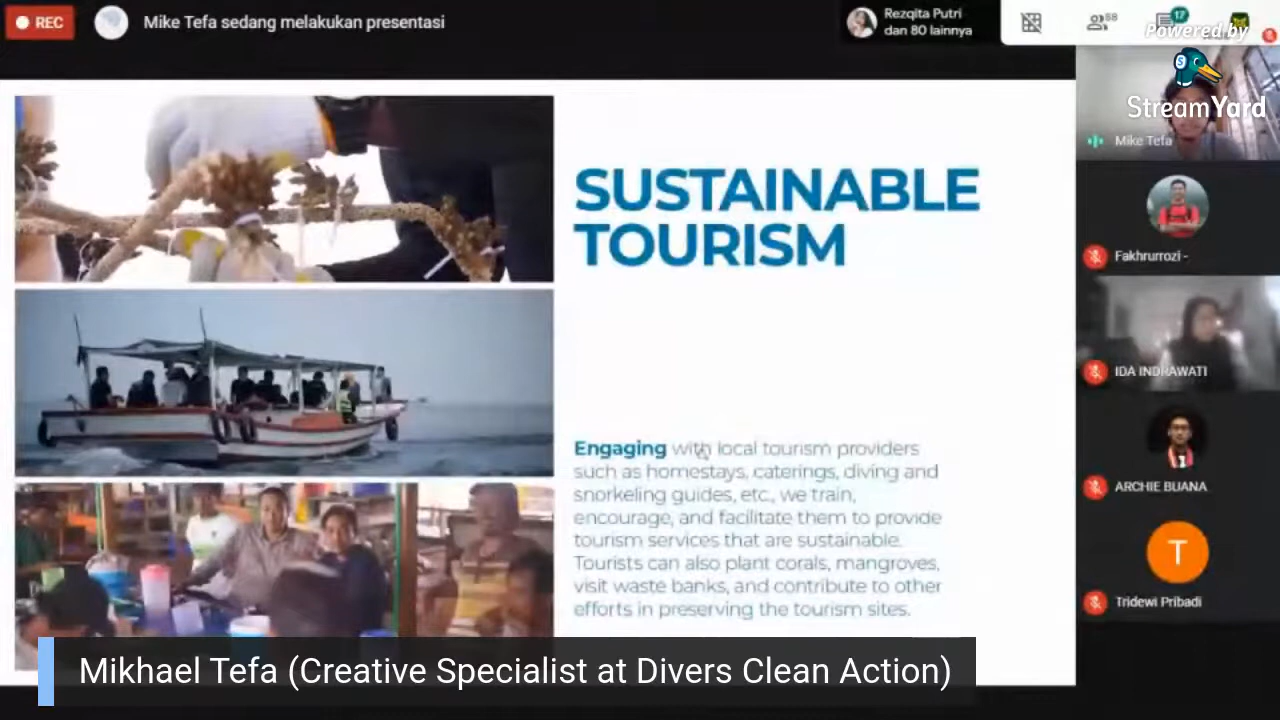 REC
Mike Tefa sedang melakukan presentasi
Rezqita Putri
dan 80 lainnya
58
17
Powered by
StreamYard
Mike Tefa
SUSTAINABLE
TOURISM
Fakhrurrozi -
IDA INDRAWATI
Engaging with local tourism providers
such as homestays, caterings, diving and
snorkeling guides, etc., we train,
encourage, and facilitate them to provide
tourism services that are sustainable.
Tourists can also plant corals, mangroves,
visit waste banks, and contribute to other
efforts in preserving the tourism sites.
ARCHIE BUANA
T
Tridewi Pribadi
Mikhael Tefa (Creative Specialist at Divers Clean Action)